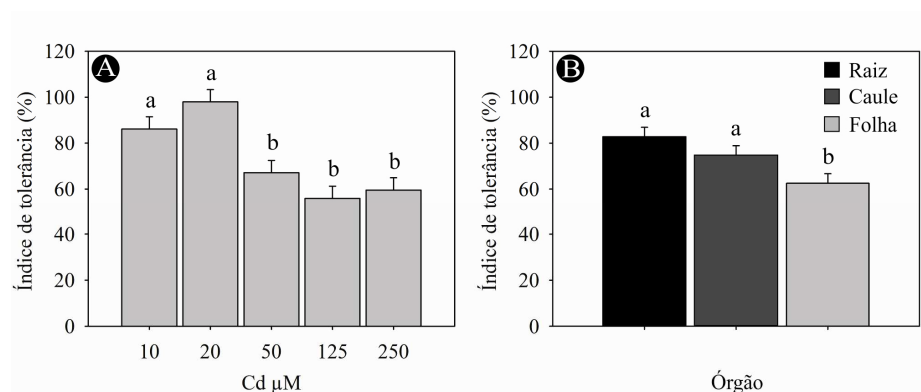 A
Índice de tolerância (%)
120
100
80
60
40
20
0
a
a
b
b
b
10 20 50 125 250
Cd µM
B
Índice de tolerância (%)
120
100
80
60
40
20
0
a
a
b
Raiz
Caule
Folha
Órgão